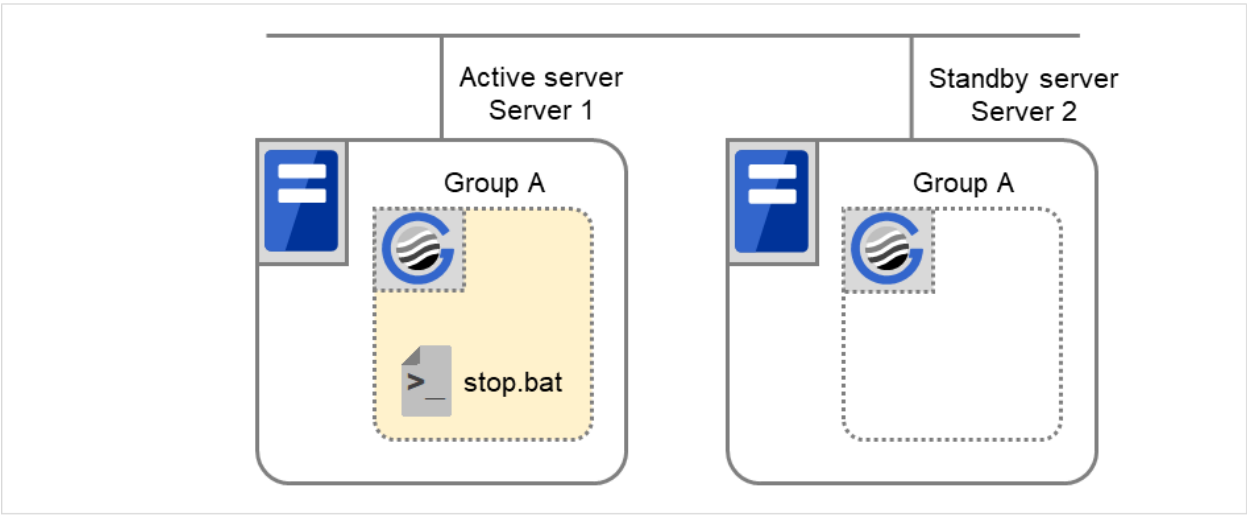 Active server
Server 1
Standby server
Server 2
Group A
Group A
>_ stop.bat